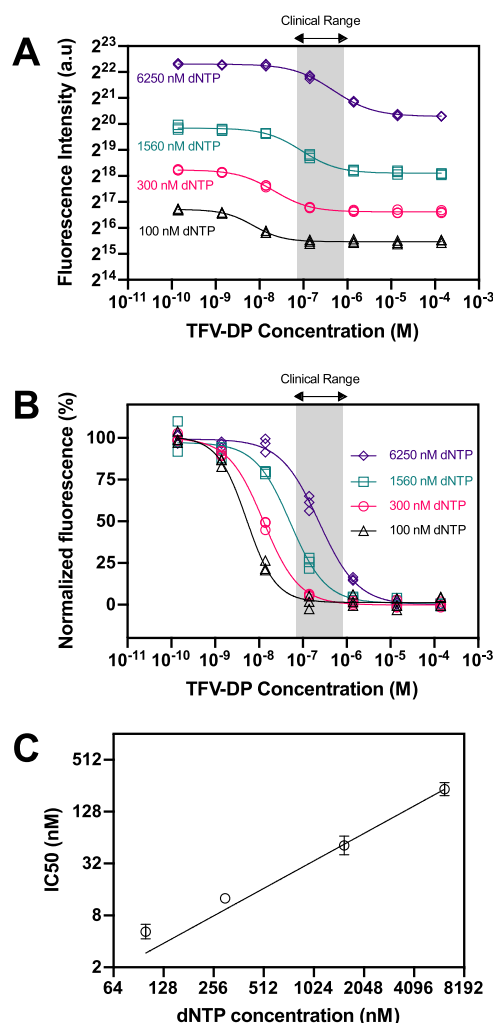 A
Clinical Range
Fluorescence Intensity (a.u)
2^23
2^22
2^21
2^20
2^19
2^18
2^17
2^16
2^15
2^14
6250 nM dNTP
1560 nM dNTP
300 nM dNTP
100 nM dNTP
10^-11 10^-10 10^-9 10^-8 10^-7 10^-6 10^-5 10^-4 10^-3
TFV-DP Concentration (M)
B
Clinical Range
Normalized fluorescence (%)
100
75
50
25
0
6250 nM dNTP
1560 nM dNTP
300 nM dNTP
100 nM dNTP
10^-11 10^-10 10^-9 10^-8 10^-7 10^-6 10^-5 10^-4 10^-3
TFV-DP Concentration (M)
C
IC50 (nM)
512
128
32
8
2
64 128 256 512 1024 2048 4096 8192
dNTP concentration (nM)